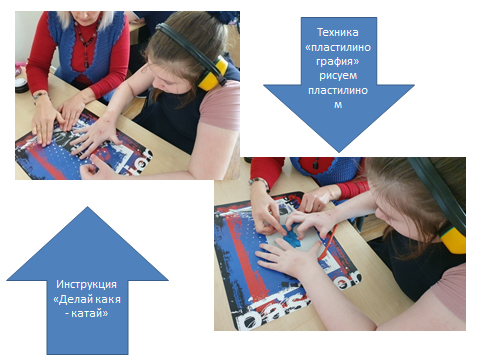 Техника
«пластилино
графия»
рисуем
пластилино
м
Инструкция
«Делай какя
- катай»